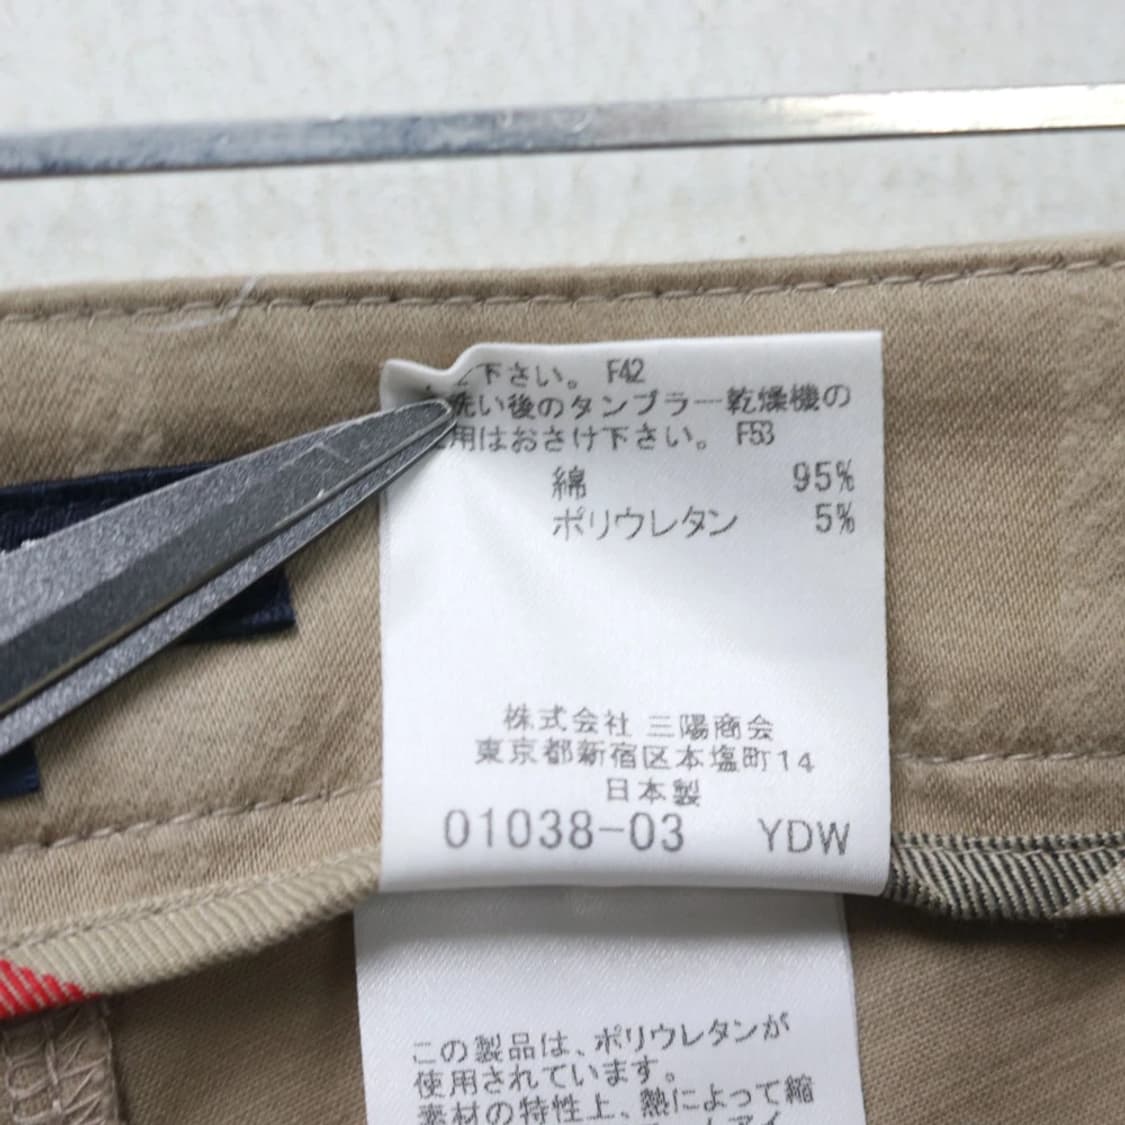 下さい。 F42
洗い後のタンブラー乾燥機の
用はおさけ下さい。 F53
綿 95%
ポリウレタン 5%
株式会社 三陽商会
東京都新宿区本塩町14
日本製
01038-03 YDW
この製品は、ポリウレタンが
使用されています。
素材の特性上、熱によって縮